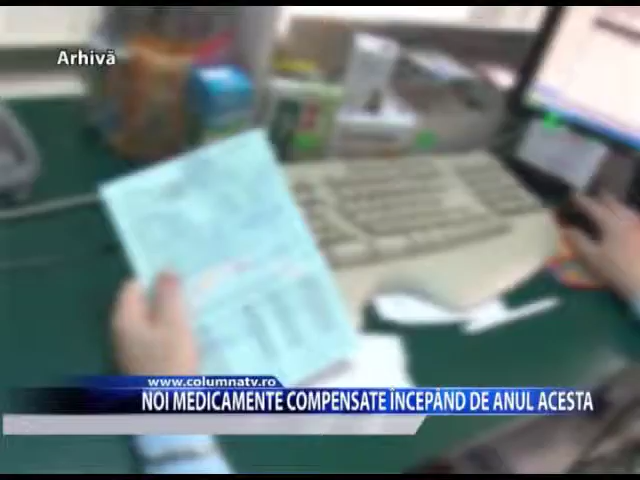 Arhivă
www.columnatv.ro
NOI MEDICAMENTE COMPENSATE ÎNCEPÂND DE ANUL ACESTA